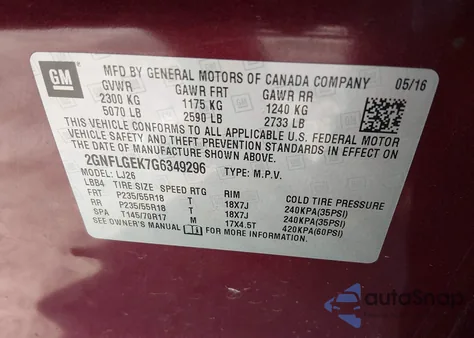 GM
MFD BY GENERAL MOTORS OF CANADA COMPANY 05/16
GVWR GAWR FRT GAWR RR
2300 KG 1175 KG 1240 KG
5070 LB 2590 LB 2733 LB
THIS VEHICLE CONFORMS TO ALL APPLICABLE U.S. FEDERAL MOTOR
VEHICLE SAFETY AND THEFT PREVENTION STANDARDS IN EFFECT ON
THE DATE OF MANUFACTURE SHOWN ABOVE.
2GNFLGEK7G6349296 TYPE: M.P.V.
MODEL: LJ26
LBB4 TIRE SIZE SPEED RTG RIM COLD TIRE PRESSURE
FRT P235/55R18 T 18X7J 240KPA(35PSI)
RR P235/55R18 T 18X7J 240KPA(35PSI)
SPA T145/70R17 M 17X4.5T 420KPA(60PSI)
SEE OWNER'S MANUAL FOR MORE INFORMATION.
autoSnap